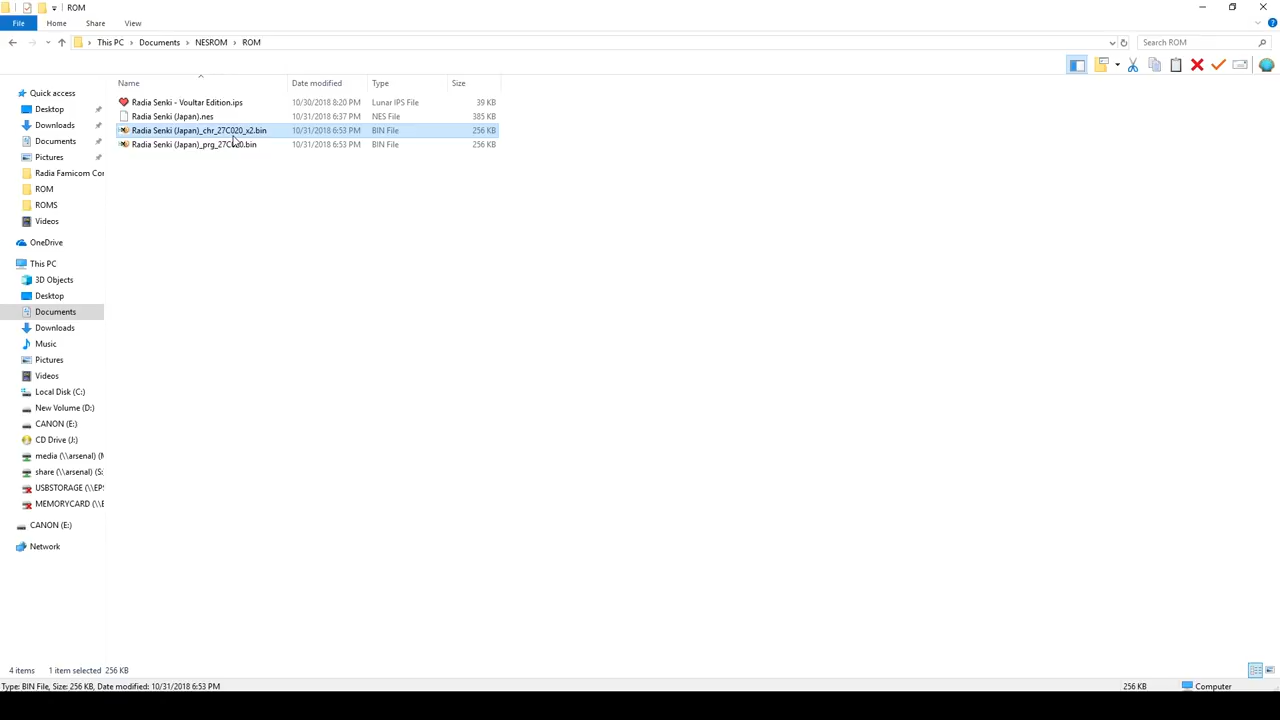 ROM
File Home Share View
This PC Documents NESROM ROM
Search ROM
Name Date modified Type Size
Radia Senki - Voultar Edition.ips 10/30/2018 8:20 PM Lunar IPS File 39 KB
Radia Senki (Japan).nes 10/31/2018 6:37 PM NES File 385 KB
Radia Senki (Japan)_chr_27C020_x2.bin 10/31/2018 6:53 PM BIN File 256 KB
Radia Senki (Japan)_prg_27C020.bin 10/31/2018 6:53 PM BIN File 256 KB
Quick access
Desktop
Downloads
Documents
Pictures
Radia Famicom Cor
ROM
ROMS
Videos
OneDrive
This PC
3D Objects
Desktop
Documents
Downloads
Music
Pictures
Videos
Local Disk (C:)
New Volume (D:)
CANON (E:)
CD Drive (J:)
media (\\arsenal) (M
share (\\arsenal) (S:
USBSTORAGE (\\EPS
MEMORYCARD (\\E
CANON (E:)
Network
4 items 1 item selected 256 KB
Type: BIN File, Size: 256 KB, Date modified: 10/31/2018 6:53 PM 256 KB Computer